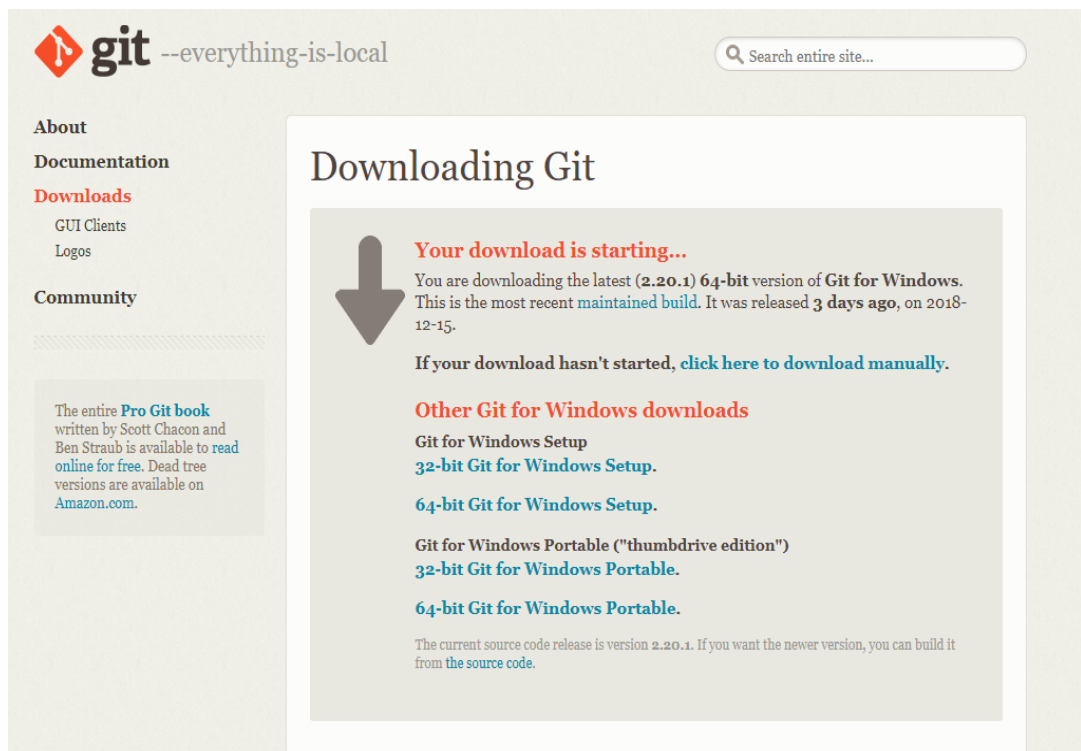 git --everything-is-local
Search entire site...
About
Documentation
Downloads
GUI Clients
Logos
Community
The entire Pro Git book
written by Scott Chacon and
Ben Straub is available to read
online for free. Dead tree
versions are available on
Amazon.com.
Downloading Git
Your download is starting...
You are downloading the latest (2.20.1) 64-bit version of Git for Windows.
This is the most recent maintained build. It was released 3 days ago, on 2018-
12-15.
If your download hasn't started, click here to download manually.
Other Git for Windows downloads
Git for Windows Setup
32-bit Git for Windows Setup.
64-bit Git for Windows Setup.
Git for Windows Portable ("thumbdrive edition")
32-bit Git for Windows Portable.
64-bit Git for Windows Portable.
The current source code release is version 2.20.1. If you want the newer version, you can build it
from the source code.